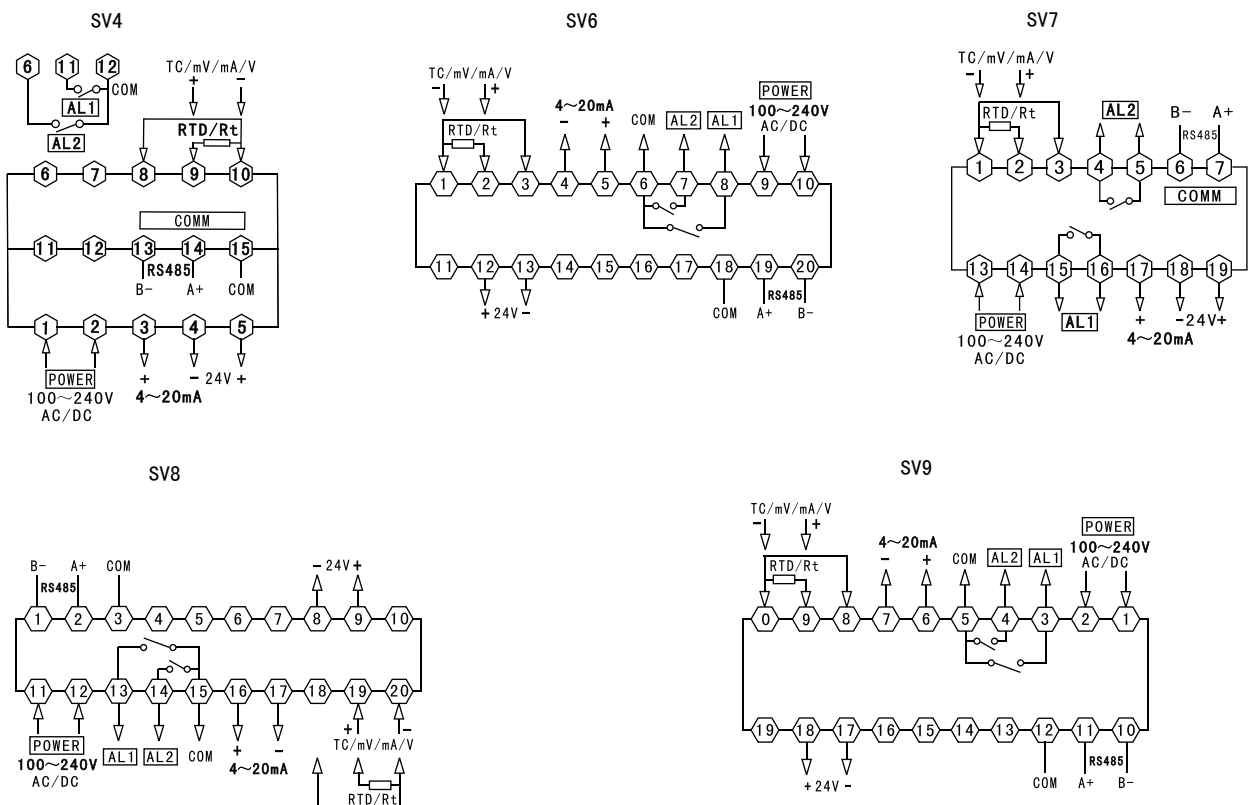 SV4
6 11 12
COM
AL1
AL2
TC/mV/mA/V
+ -
RTD/Rt
6 7 8 9 10
COMM
11 12 13 14 15
RS485
B- A+ COM
1 2 3 4 5
POWER
100～240V
AC/DC
+ - 24V +
4～20mA
SV6
TC/mV/mA/V
- +
RTD/Rt
4～20mA
- +
COM AL2 AL1
POWER
100～240V
AC/DC
1 2 3 4 5 6 7 8 9 10
11 12 13 14 15 16 17 18 19 20
+ 24V -
COM A+ RS485 B-
SV7
TC/mV/mA/V
- +
RTD/Rt
AL2
B- A+
RS485
1 2 3 4 5 6 7
COMM
13 14 15 16 17 18 19
POWER
100～240V
AC/DC
AL1
+ - 24V +
4～20mA
SV8
B- A+ COM
RS485
- 24V +
1 2 3 4 5 6 7 8 9 10
11 12 13 14 15 16 17 18 19 20
POWER
100～240V
AC/DC
AL1 AL2 COM
+ -
4～20mA
+ -
TC/mV/mA/V
RTD/Rt
SV9
TC/mV/mA/V
- +
RTD/Rt
4～20mA
- +
COM AL2 AL1
POWER
100～240V
AC/DC
0 9 8 7 6 5 4 3 2 1
19 18 17 16 15 14 13 12 11 10
+ 24V -
COM A+ RS485 B-